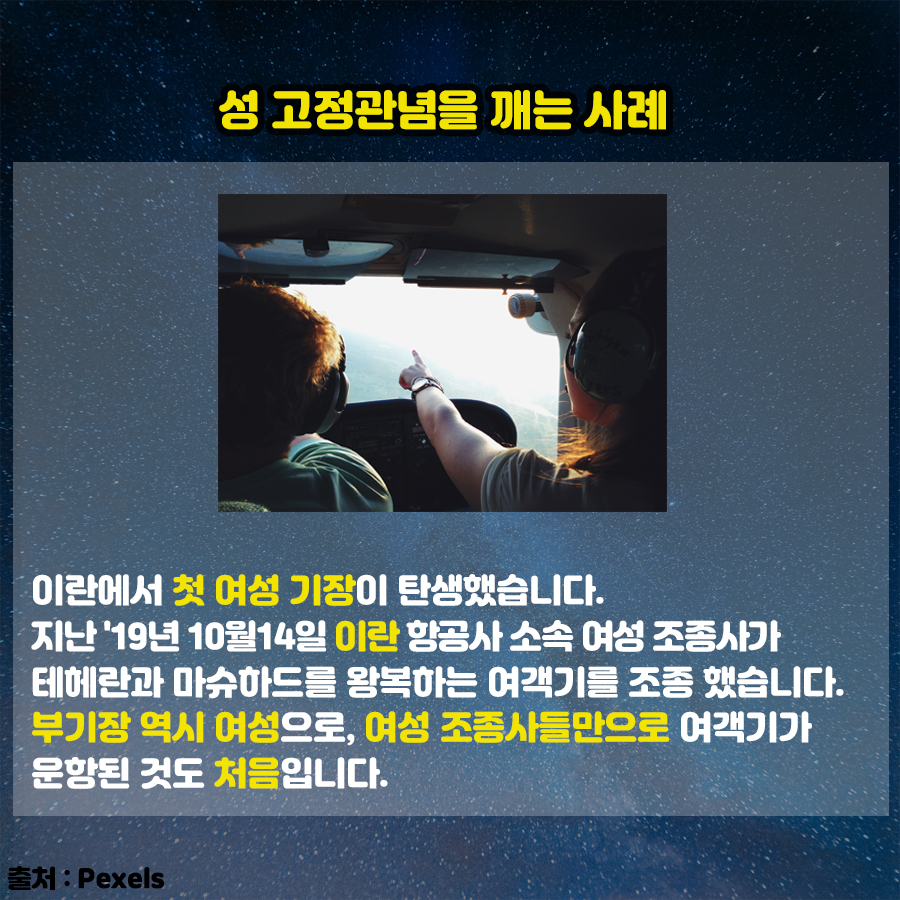 성 고정관념을 깨는 사례
이란에서 첫 여성 기장이 탄생했습니다.
지난 '19년 10월14일 이란 항공사 소속 여성 조종사가
테헤란과 마슈하드를 왕복하는 여객기를 조종 했습니다.
부기장 역시 여성으로, 여성 조종사들만으로 여객기가
운항된 것도 처음입니다.
출처 : Pexels